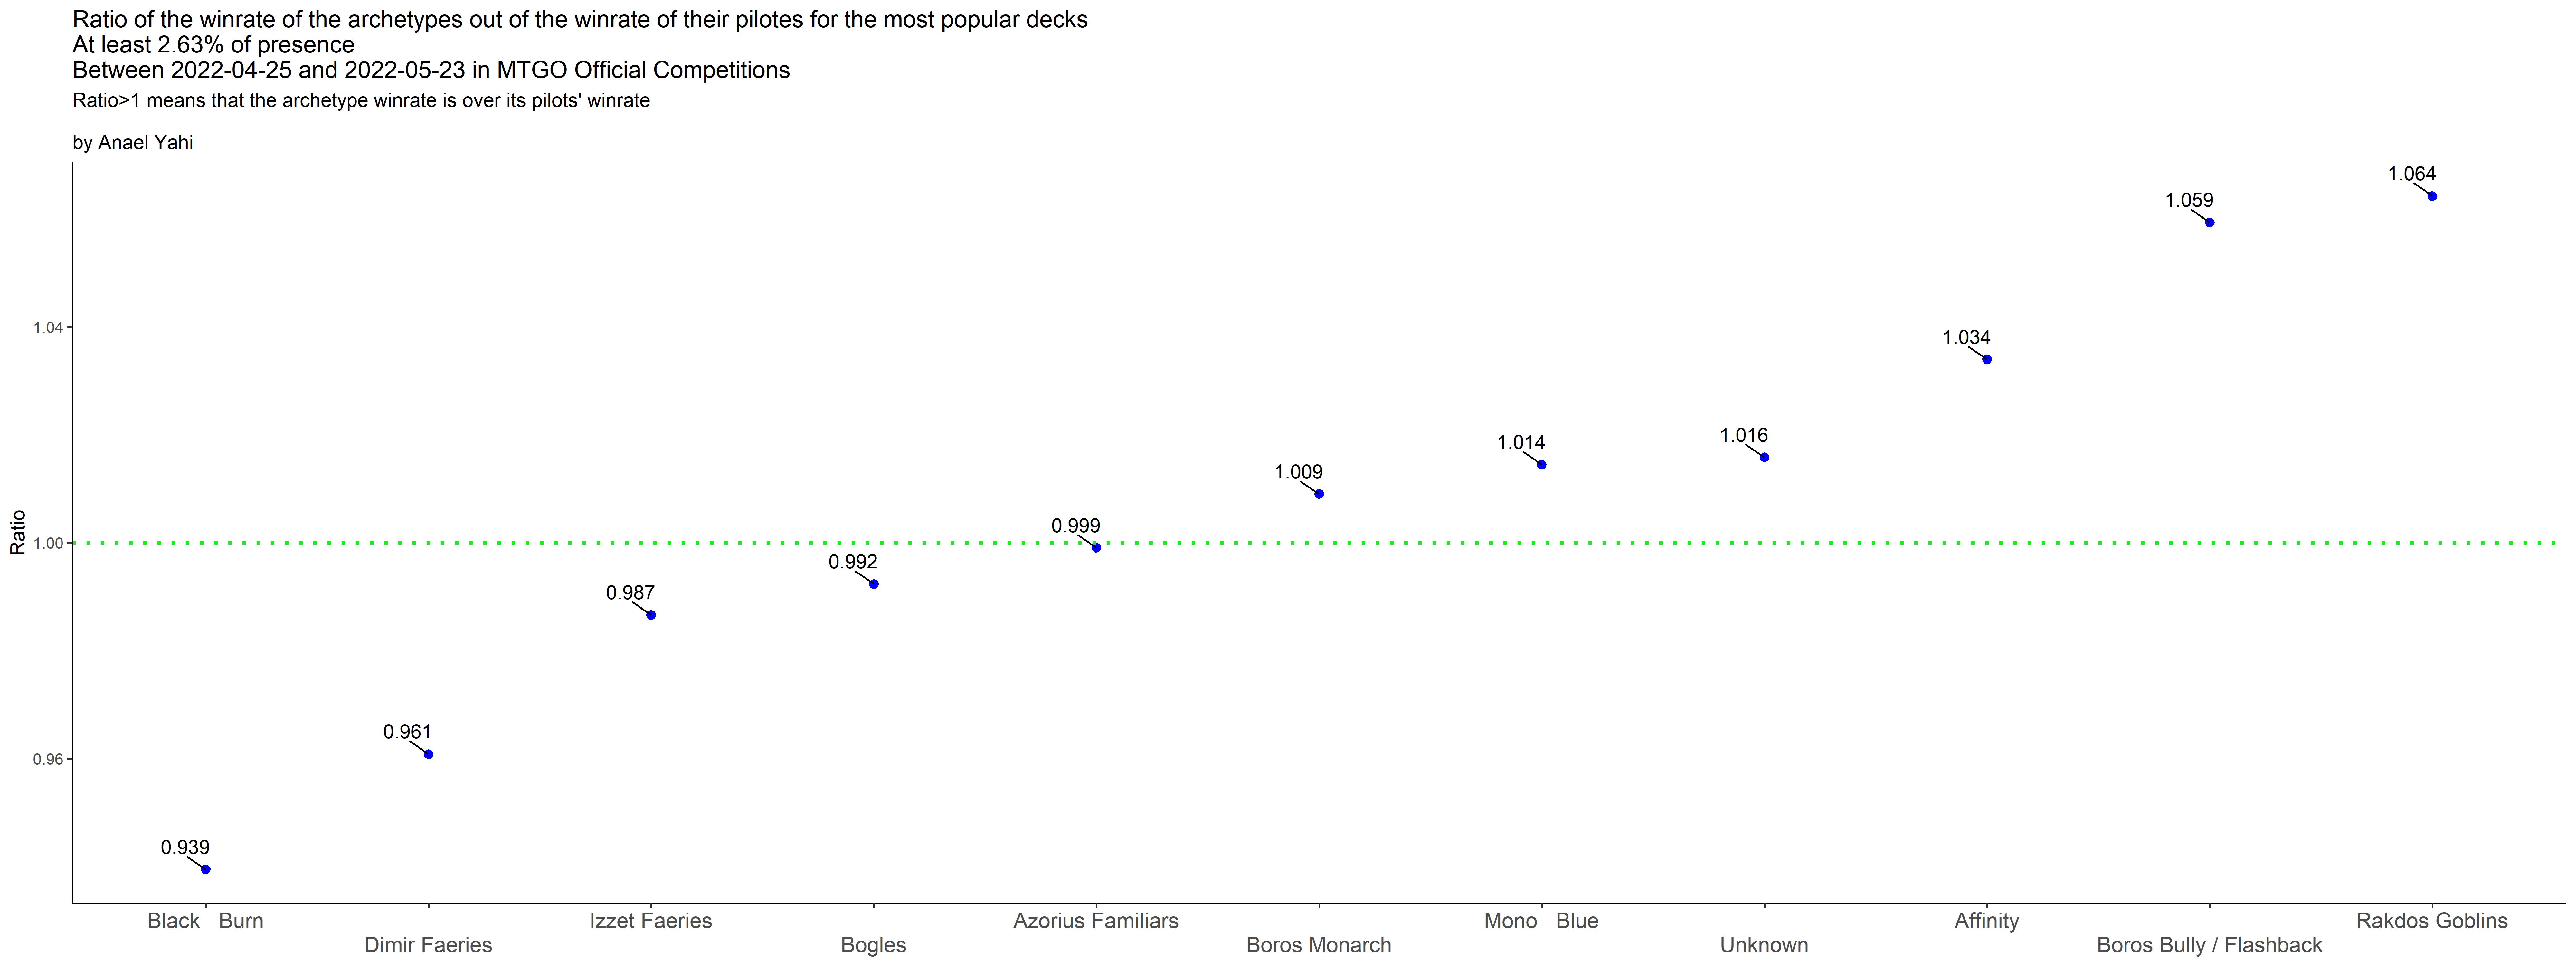 Ratio of the winrate of the archetypes out of the winrate of their pilotes for the most popular decks
At least 2.63% of presence
Between 2022-04-25 and 2022-05-23 in MTGO Official Competitions
Ratio>1 means that the archetype winrate is over its pilots' winrate
by Anael Yahi
1.064
1.059
1.04
1.034
1.016
1.014
1.009
0.999
1.00
Ratio
0.992
0.987
0.961
0.96
0.939
Black Burn
Dimir Faeries
Izzet Faeries
Bogles
Azorius Familiars
Boros Monarch
Mono Blue
Unknown
Affinity
Boros Bully / Flashback
Rakdos Goblins